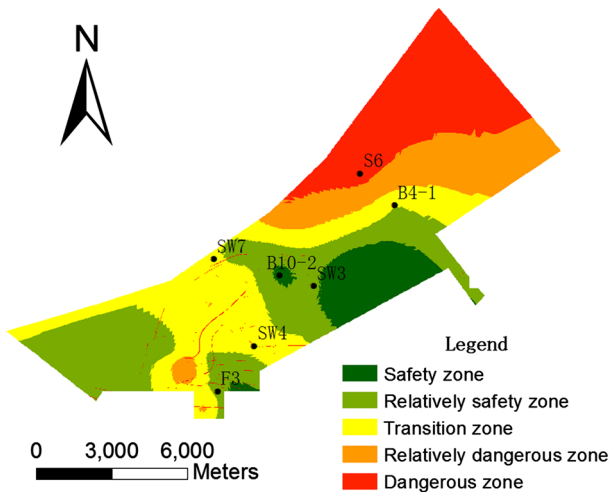 N
S6
B4-1
SW7
B10-2
SW3
SW4
F3
Legend
Safety zone
Relatively safety zone
Transition zone
Relatively dangerous zone
Dangerous zone
0 3,000 6,000
Meters